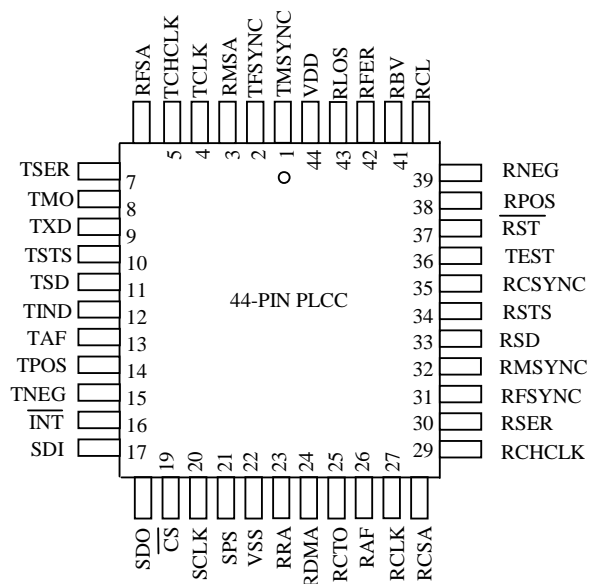 RFSA
TCHCLK
TCLK
RMSA
TFSYNC
TMSYNC
VDD
RLOS
RFER
RBV
RCL
5 4 3 2 1 44 43 42 41
TSER 7 39 RNEG
TMO 8 38 RPOS
TXD 9 37 RST
TSTS 10 36 TEST
TSD 11 35 RCSYNC
TIND 12 34 RSTS
44-PIN PLCC
TAF 13 33 RSD
TPOS 14 32 RMSYNC
TNEG 15 31 RFSYNC
INT 16 30 RSER
SDI 17 29 RCHCLK
19 20 21 22 23 24 25 26 27
SDO
CS
SCLK
SPS
VSS
RRA
RDMA
RCTO
RAF
RCLK
RCSA